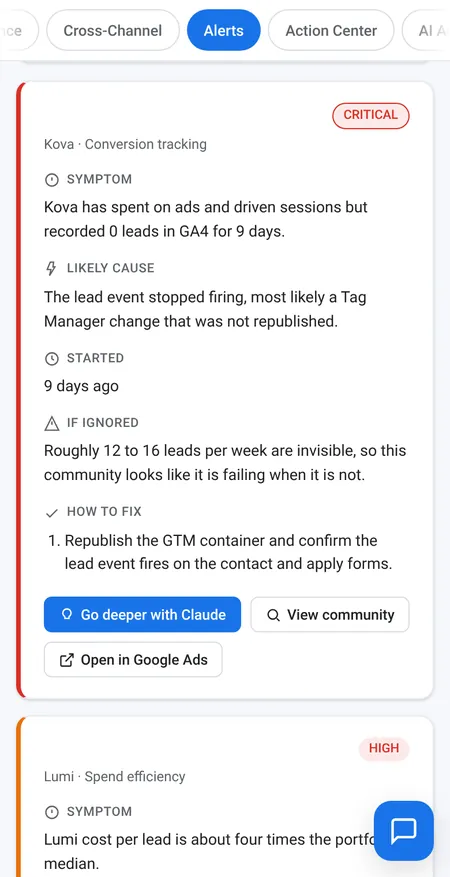 Cross-Channel
Alerts
Action Center
CRITICAL
Kova · Conversion tracking
SYMPTOM
Kova has spent on ads and driven sessions but
recorded 0 leads in GA4 for 9 days.
LIKELY CAUSE
The lead event stopped firing, most likely a Tag
Manager change that was not republished.
STARTED
9 days ago
IF IGNORED
Roughly 12 to 16 leads per week are invisible, so this
community looks like it is failing when it is not.
HOW TO FIX
1. Republish the GTM container and confirm the
lead event fires on the contact and apply forms.
Go deeper with Claude
View community
Open in Google Ads
HIGH
Lumi · Spend efficiency
SYMPTOM
Lumi cost per lead is about four times the
median.